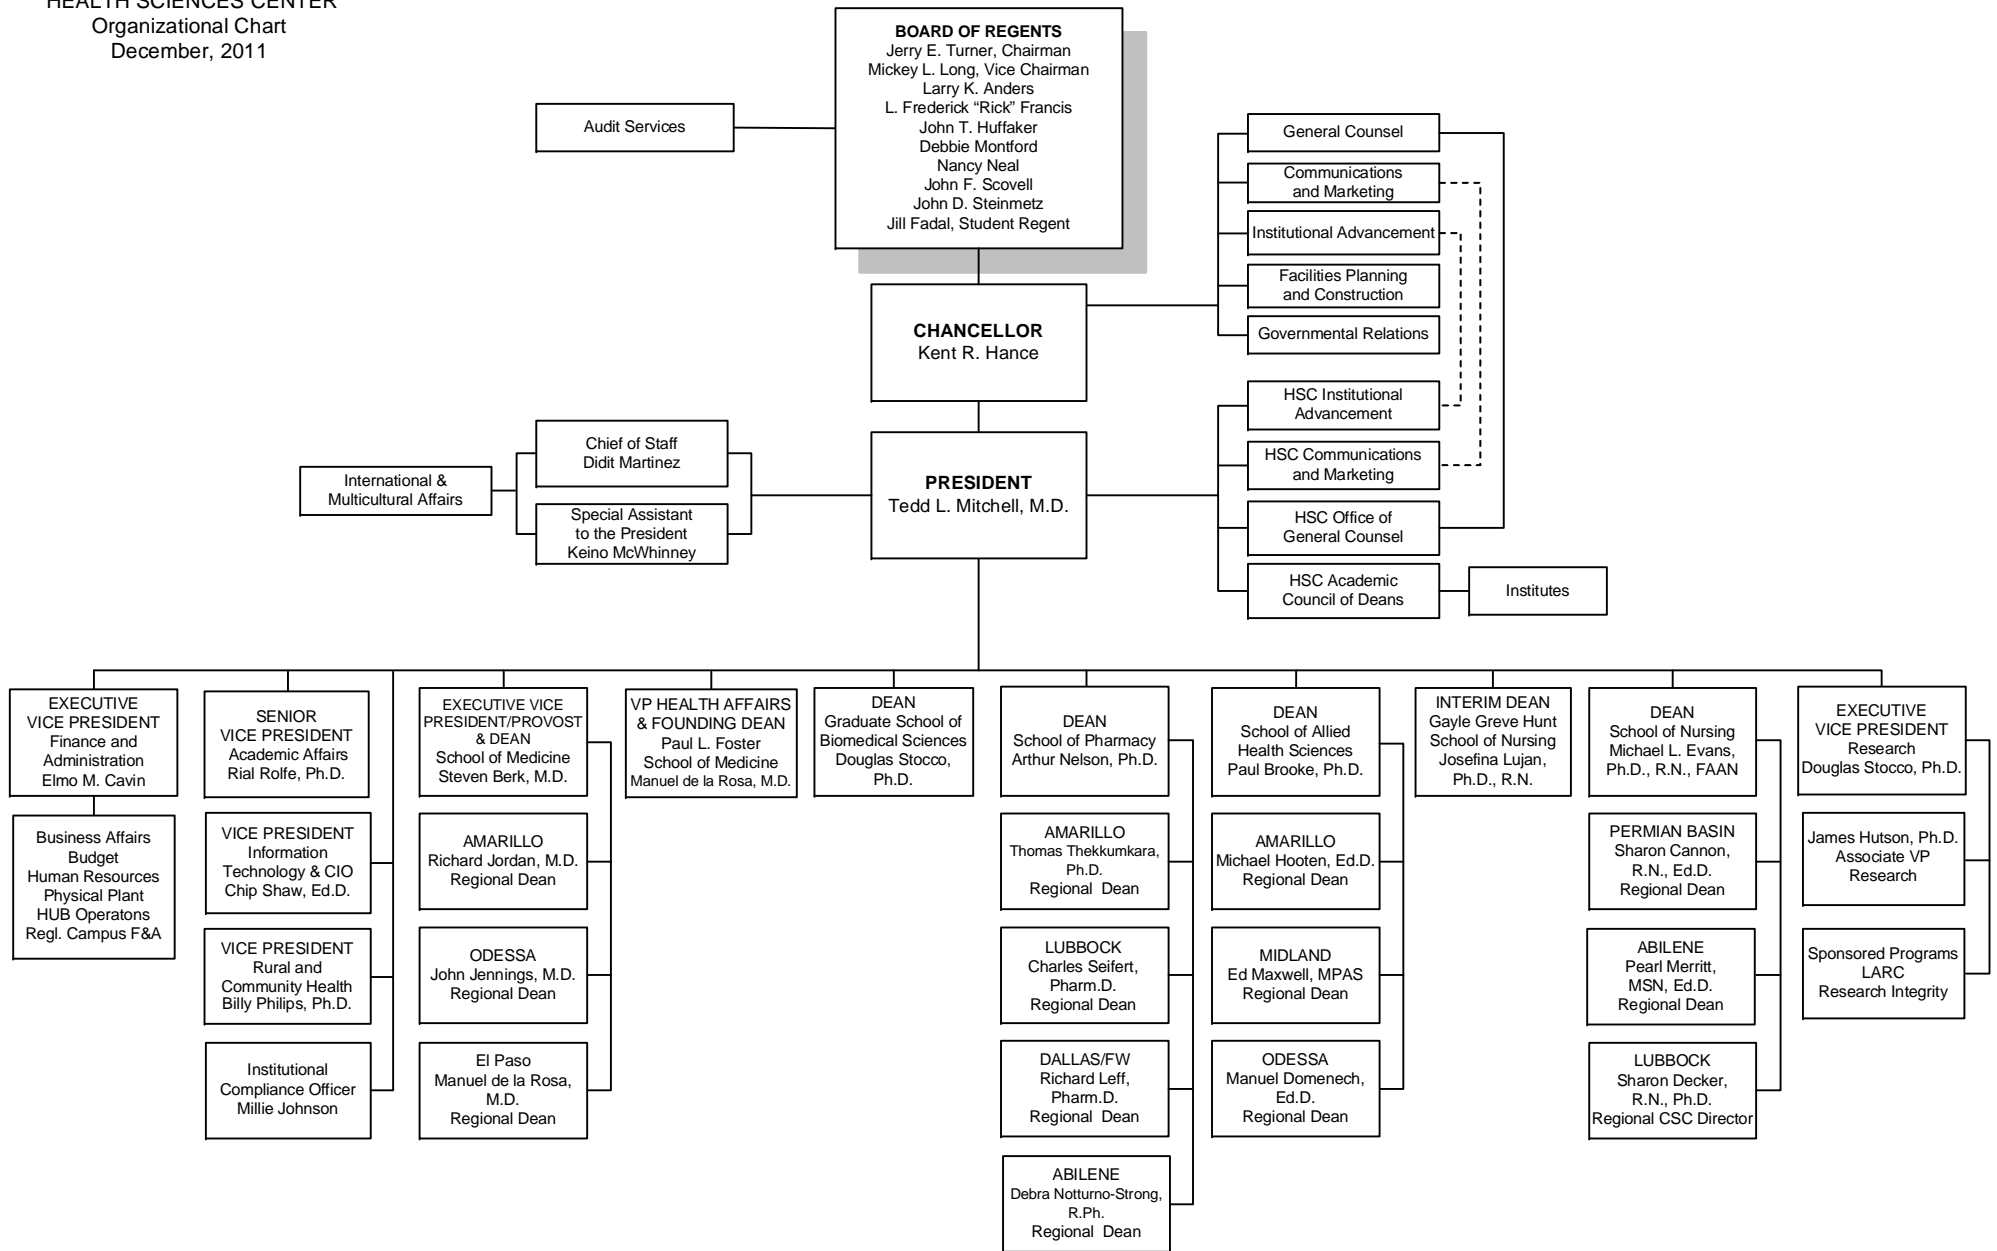 HEALTH SCIENCES CENTER
Organizational Chart
December, 2011
BOARD OF REGENTS
Jerry E. Turner, Chairman
Mickey L. Long, Vice Chairman
Larry K. Anders
L. Frederick “Rick” Francis
John T. Huffaker
Debbie Montford
Nancy Neal
John F. Scovell
John D. Steinmetz
Jill Fadal, Student Regent
Audit Services
General Counsel
Communications
and Marketing
Institutional Advancement
Facilities Planning
and Construction
Governmental Relations
CHANCELLOR
Kent R. Hance
HSC Institutional
Advancement
HSC Communications
and Marketing
HSC Office of
General Counsel
HSC Academic
Council of Deans
Institutes
PRESIDENT
Tedd L. Mitchell, M.D.
Chief of Staff
Didit Martinez
Special Assistant
to the President
Keino McWhinney
International &
Multicultural Affairs
EXECUTIVE
VICE PRESIDENT
Finance and
Administration
Elmo M. Cavin
Business Affairs
Budget
Human Resources
Physical Plant
HUB Operatons
Regl. Campus F&A
SENIOR
VICE PRESIDENT
Academic Affairs
Rial Rolfe, Ph.D.
VICE PRESIDENT
Information
Technology & CIO
Chip Shaw, Ed.D.
VICE PRESIDENT
Rural and
Community Health
Billy Philips, Ph.D.
Institutional
Compliance Officer
Millie Johnson
EXECUTIVE VICE
PRESIDENT/PROVOST
& DEAN
School of Medicine
Steven Berk, M.D.
AMARILLO
Richard Jordan, M.D.
Regional Dean
ODESSA
John Jennings, M.D.
Regional Dean
El Paso
Manuel de la Rosa,
M.D.
Regional Dean
VP HEALTH AFFAIRS
& FOUNDING DEAN
Paul L. Foster
School of Medicine
Manuel de la Rosa, M.D.
DEAN
Graduate School of
Biomedical Sciences
Douglas Stocco,
Ph.D.
DEAN
School of Pharmacy
Arthur Nelson, Ph.D.
AMARILLO
Thomas Thekkumkara,
Ph.D.
Regional Dean
LUBBOCK
Charles Seifert,
Pharm.D.
Regional Dean
DALLAS/FW
Richard Leff,
Pharm.D.
Regional Dean
ABILENE
Debra Notturno-Strong,
R.Ph.
Regional Dean
DEAN
School of Allied
Health Sciences
Paul Brooke, Ph.D.
AMARILLO
Michael Hooten, Ed.D.
Regional Dean
MIDLAND
Ed Maxwell, MPAS
Regional Dean
ODESSA
Manuel Domenech,
Ed.D.
Regional Dean
INTERIM DEAN
Gayle Greve Hunt
School of Nursing
Josefina Lujan,
Ph.D., R.N.
DEAN
School of Nursing
Michael L. Evans,
Ph.D., R.N., FAAN
PERMIAN BASIN
Sharon Cannon,
R.N., Ed.D.
Regional Dean
ABILENE
Pearl Merritt,
MSN, Ed.D.
Regional Dean
LUBBOCK
Sharon Decker,
R.N., Ph.D.
Regional CSC Director
EXECUTIVE
VICE PRESIDENT
Research
Douglas Stocco, Ph.D.
James Hutson, Ph.D.
Associate VP
Research
Sponsored Programs
LARC
Research Integrity